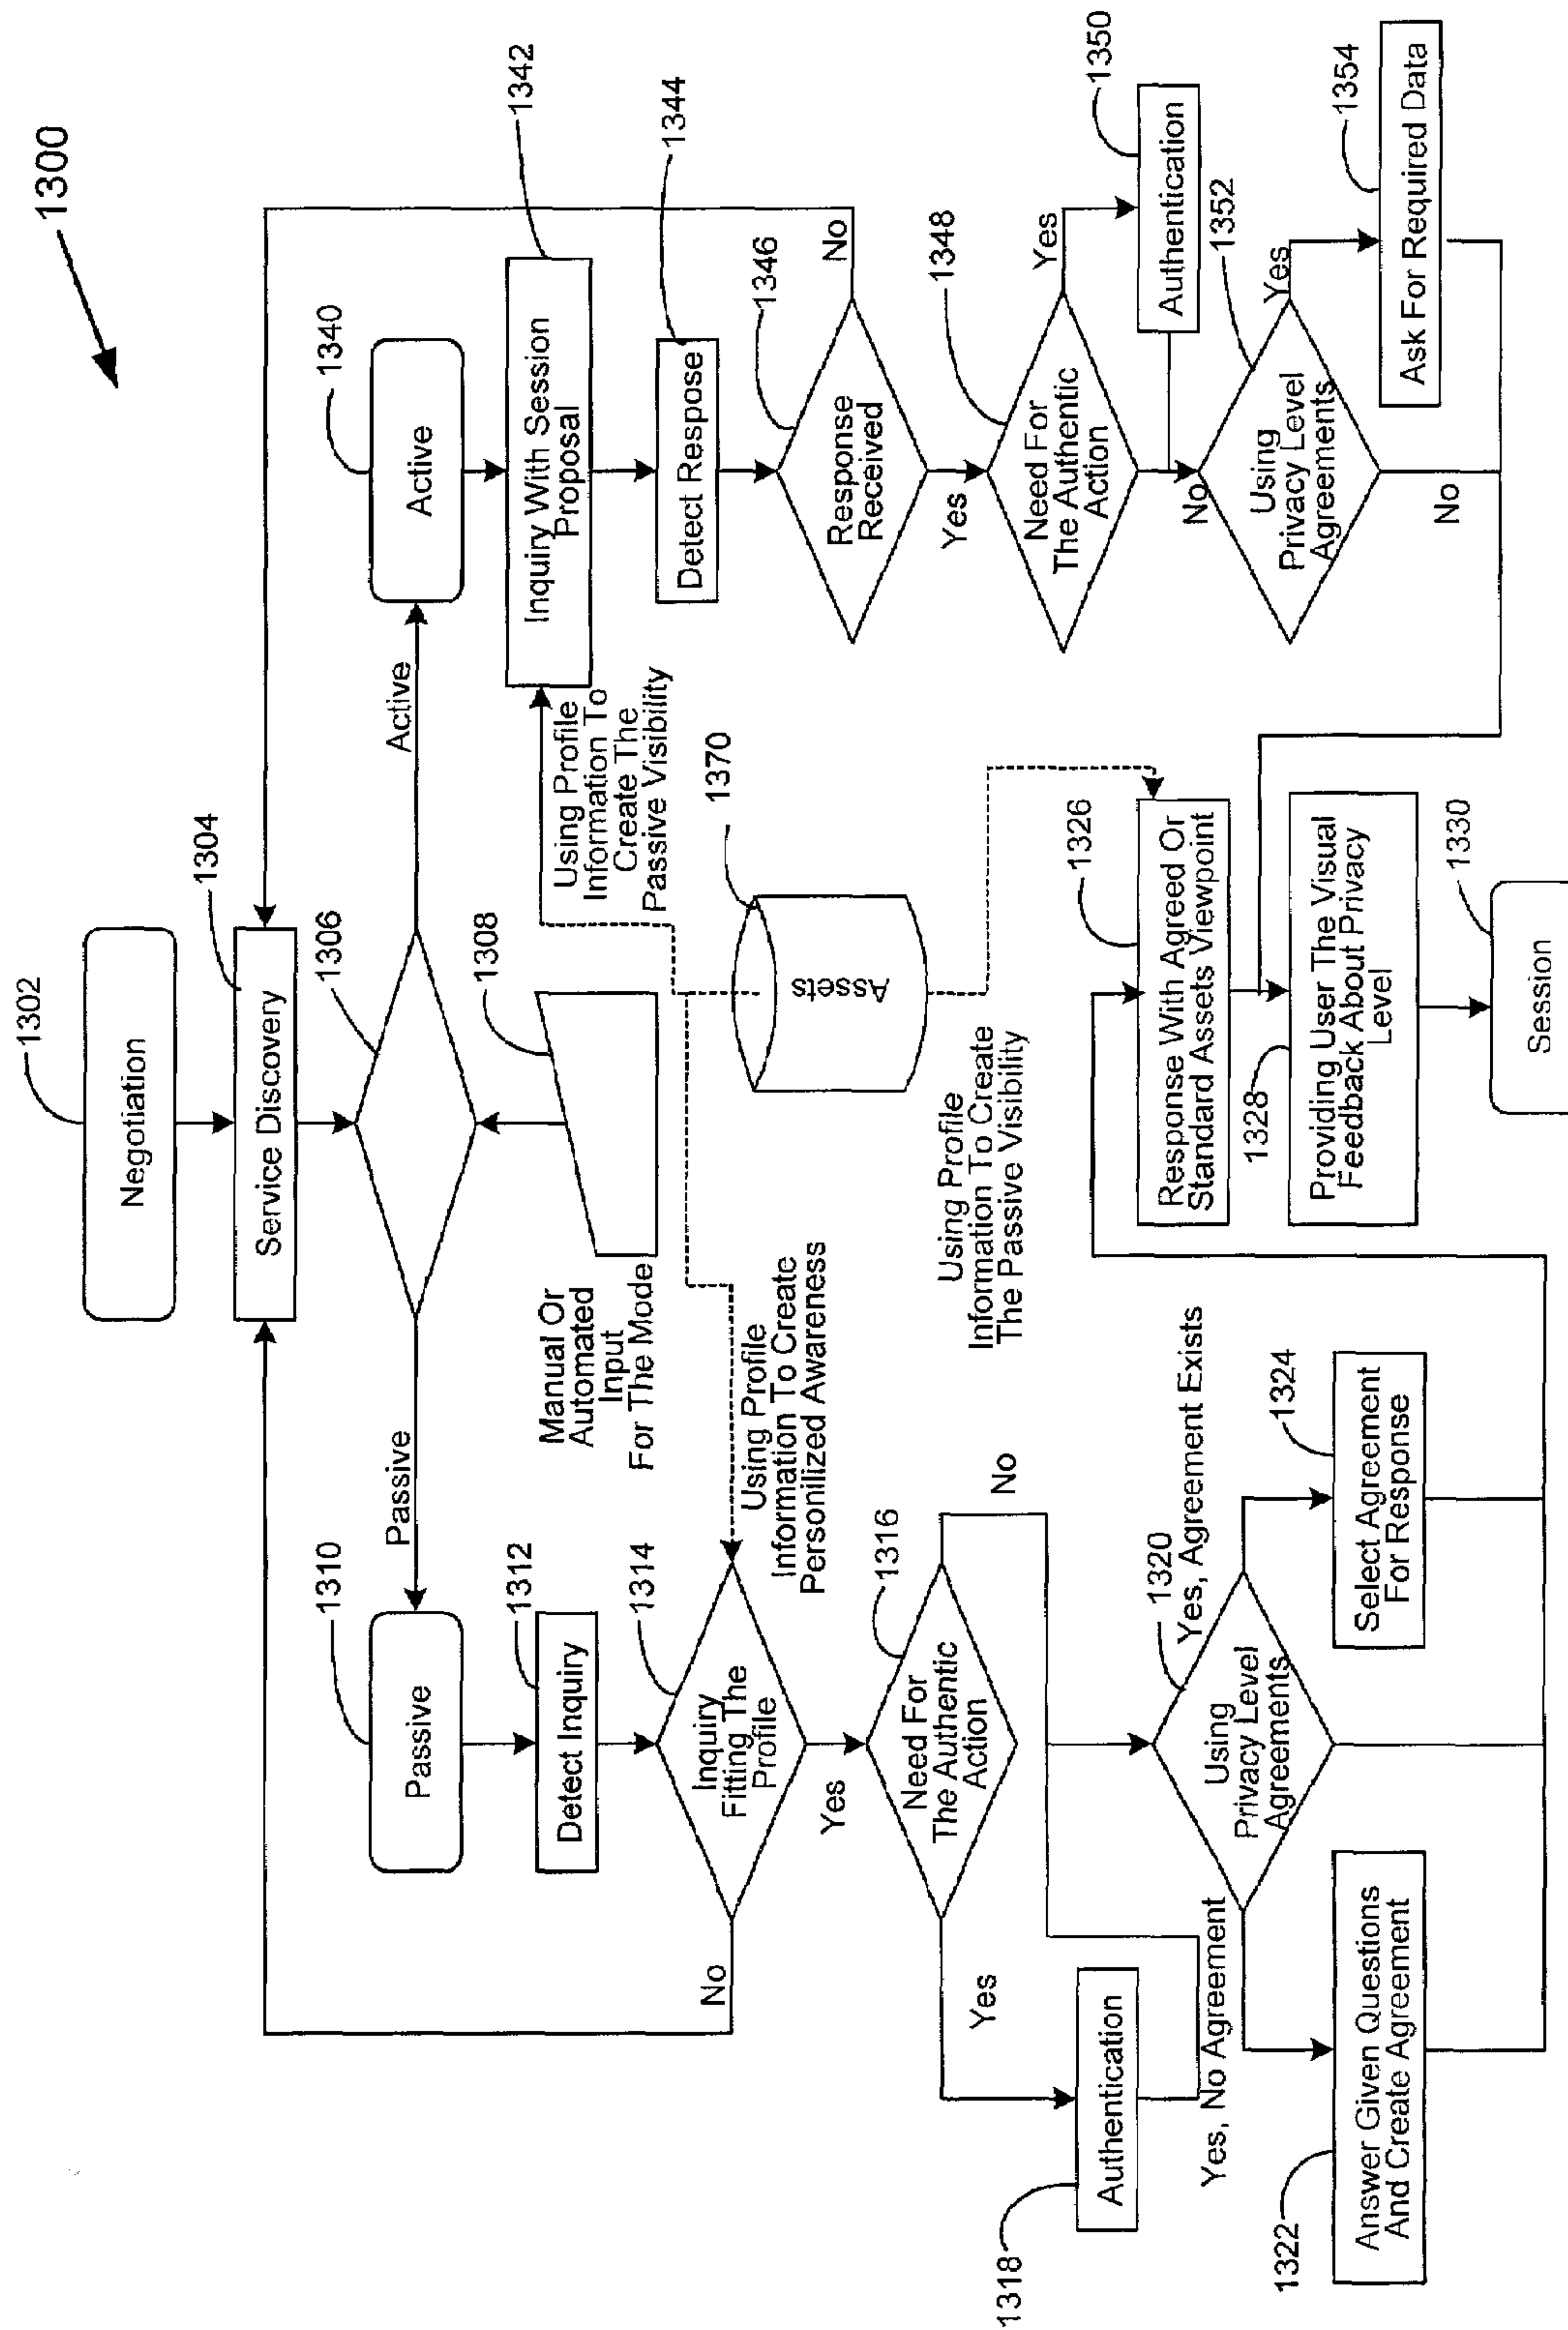 1300
1302
Negotiation
1304
Service Discovery
1306
Passive
Active
1308
Manual Or
Automated
Input
For The Mode
1310
Passive
1312
Detect Inquiry
1314
Inquiry
Fitting The
Profile
No
Yes
Using Profile
Information To Create
Personilized Awareness
1316
Need For
The Authentic
Action
Yes
No
1318
Authentication
Yes, No Agreement
1320
Yes, Agreement Exists
Using
Privacy Level
Agreements
1322
Answer Given Questions
And Create Agreement
1324
Select Agreement
For Response
1340
Active
1342
Inquiry With Session
Proposal
Using Profile
Information To
Create The
Passive Visibility
1344
Detect Response
1346
Response
Received
No
Yes
1348
Need For
The Authentic
Action
Yes
No
1350
Authentication
1352
Using
Privacy Level
Agreements
Yes
No
1354
Ask For Required Data
1370
Assets
Using Profile
Information To Create
The Passive Visibility
1326
Response With Agreed Or
Standard Assets Viewpoint
1328
Providing User The Visual
Feedback About Privacy
Level
1330
Session